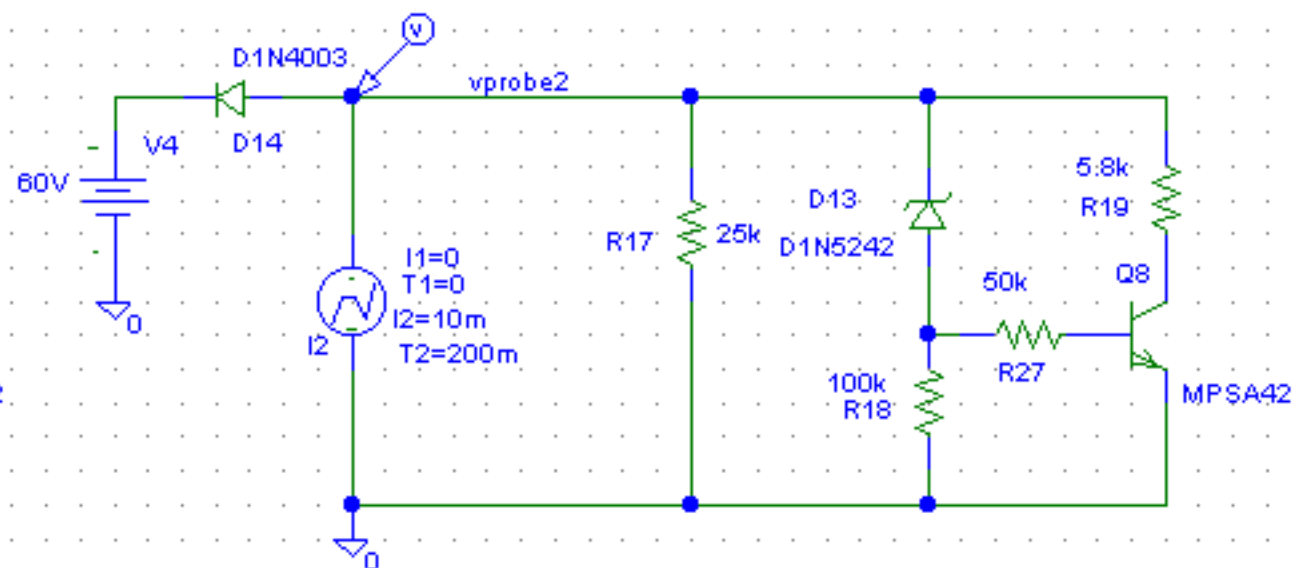 V
D1N4003
vprobe2
V4
D14
60V
5.8k
R19
D13
R17
25k
D1N5242
I1=0
T1=0
I2=10m
T2=200m
I2
Q8
50k
0
R27
100k
R18
MPSA42
0